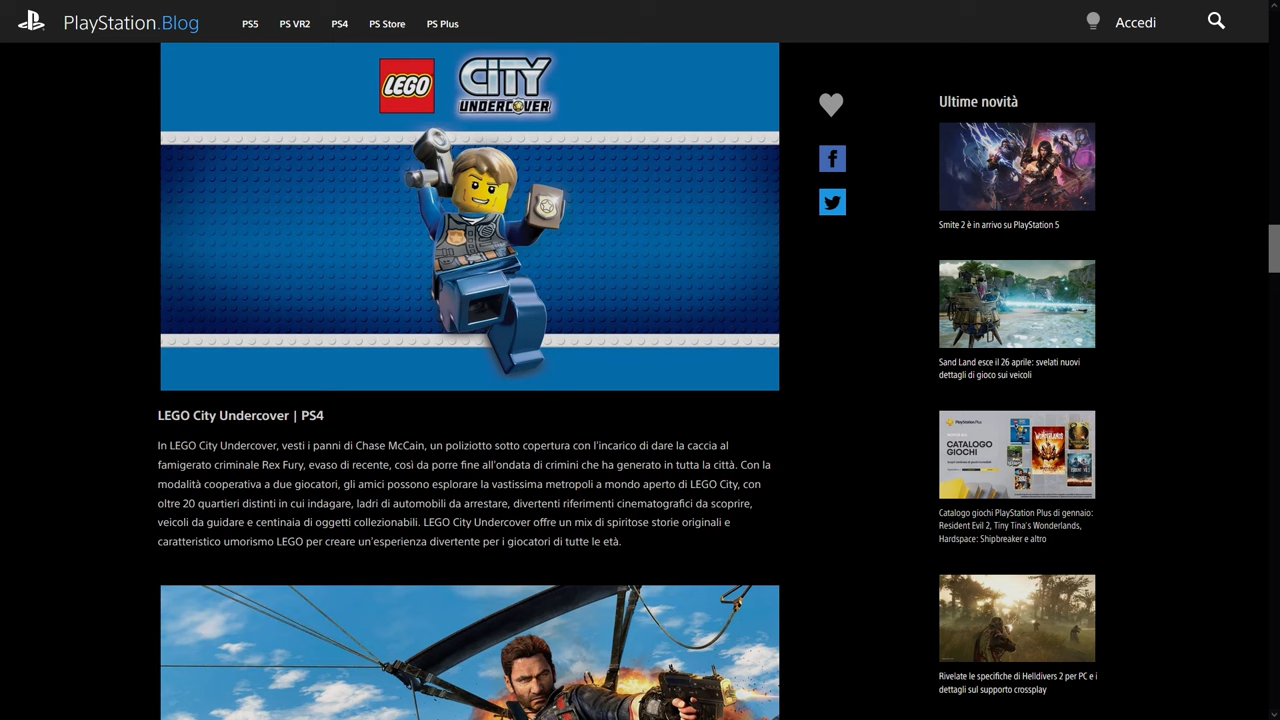 PlayStation.Blog
PS5
PS VR2
PS4
PS Store
PS Plus
Accedi
LEGO
CITY
UNDERCOVER
LEGO City Undercover | PS4
In LEGO City Undercover, vesti i panni di Chase McCain, un poliziotto sotto copertura con l'incarico di dare la caccia al
famigerato criminale Rex Fury, evaso di recente, così da porre fine all'ondata di crimini che ha generato in tutta la città. Con la
modalità cooperativa a due giocatori, gli amici possono esplorare la vastissima metropoli a mondo aperto di LEGO City, con
oltre 20 quartieri distinti in cui indagare, ladri di automobili da arrestare, divertenti riferimenti cinematografici da scoprire,
veicoli da guidare e centinaia di oggetti collezionabili. LEGO City Undercover offre un mix di spiritose storie originali e
caratteristico umorismo LEGO per creare un'esperienza divertente per i giocatori di tutte le età.
Ultime novità
Smite 2 è in arrivo su PlayStation 5
Sand Land esce il 26 aprile: svelati nuovi
dettagli di gioco sui veicoli
PlayStation Plus
CATALOGO
GIOCHI
WONDERLANDS
Catalogo giochi PlayStation Plus di gennaio:
Resident Evil 2, Tiny Tina's Wonderlands,
Hardspace: Shipbreaker e altro
Rivelate le specifiche di Helldivers 2 per PC e i
dettagli sul supporto crossplay